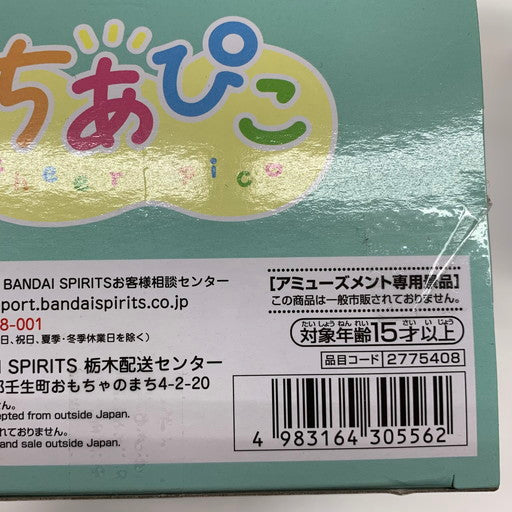 ちあぴこ
cheer pico
BANDAI SPIRITSお客様相談センター
port.bandaispirits.co.jp
8-001
日、祝日、夏季・冬季休業日を除く)
I SPIRITS 栃木配送センター
郡壬生町おもちゃのまち4-2-20
epted from outside Japan.
れておりません。
and sale outside Japan.
[アミューズメント専用景品]
この商品は一般市販されておりません。
たい しょう ねん れい さい い じょう
対象年齢15才以上
品目コード 2775408
4 983164 305562